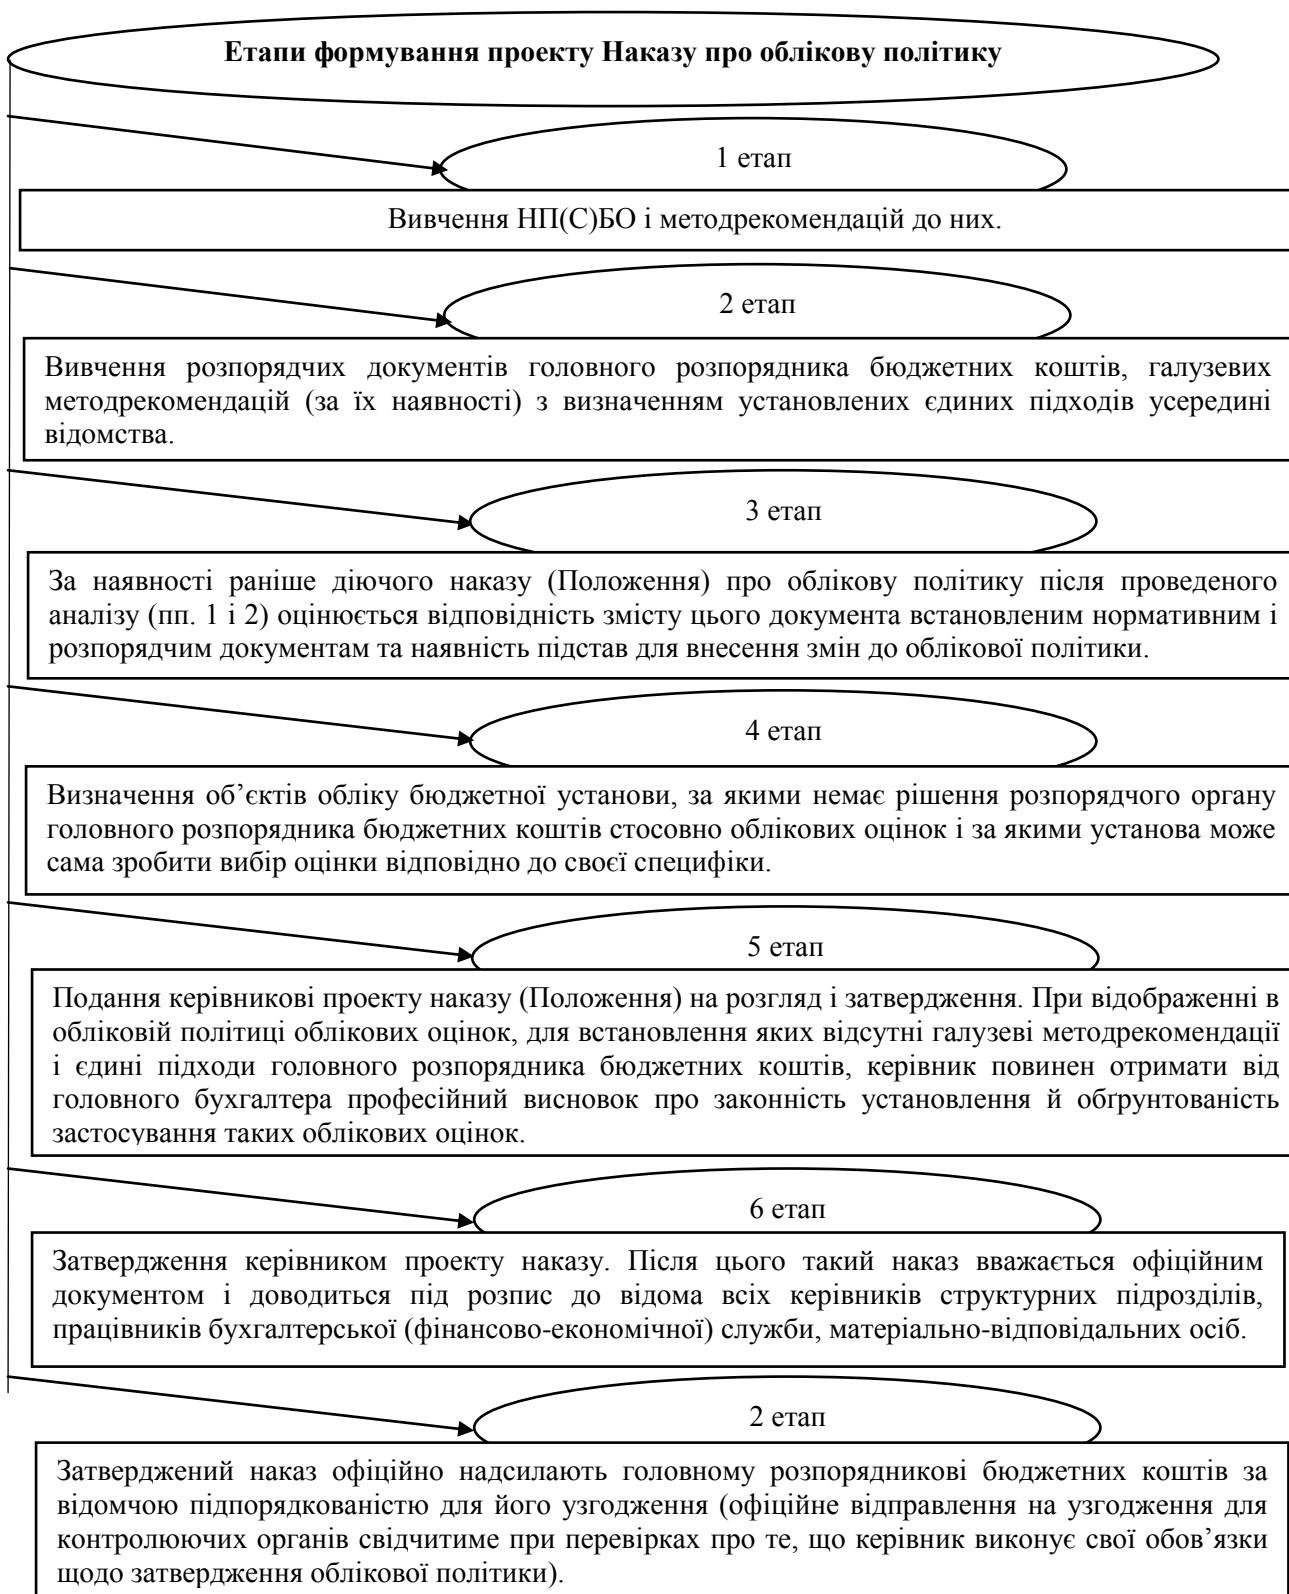 Етапи формування проекту Наказу про облікову політику
1 етап
Вивчення НП(С)БО і методрекомендацій до них.
2 етап
Вивчення розпорядчих документів головного розпорядника бюджетних коштів, галузевих
методрекомендацій (за їх наявності) з визначенням установлених єдиних підходів усередині
відомства.
3 етап
За наявності раніше діючого наказу (Положення) про облікову політику після проведеного
аналізу (пп. 1 і 2) оцінюється відповідність змісту цього документа встановленим нормативним і
розпорядчим документам та наявність підстав для внесення змін до облікової політики.
4 етап
Визначення об’єктів обліку бюджетної установи, за якими немає рішення розпорядчого органу
головного розпорядника бюджетних коштів стосовно облікових оцінок і за якими установа може
сама зробити вибір оцінки відповідно до своєї специфіки.
5 етап
Подання керівникові проекту наказу (Положення) на розгляд і затвердження. При відображенні в
обліковій політиці облікових оцінок, для встановлення яких відсутні галузеві методрекомендації
і єдині підходи головного розпорядника бюджетних коштів, керівник повинен отримати від
головного бухгалтера професійний висновок про законність установлення й обґрунтованість
застосування таких облікових оцінок.
6 етап
Затвердження керівником проекту наказу. Після цього такий наказ вважається офіційним
документом і доводиться під розпис до відома всіх керівників структурних підрозділів,
працівників бухгалтерської (фінансово-економічної) служби, матеріально-відповідальних осіб.
2 етап
Затверджений наказ офіційно надсилають головному розпорядникові бюджетних коштів за
відомчою підпорядкованістю для його узгодження (офіційне відправлення на узгодження для
контролюючих органів свідчитиме при перевірках про те, що керівник виконує свої обов’язки
щодо затвердження облікової політики).